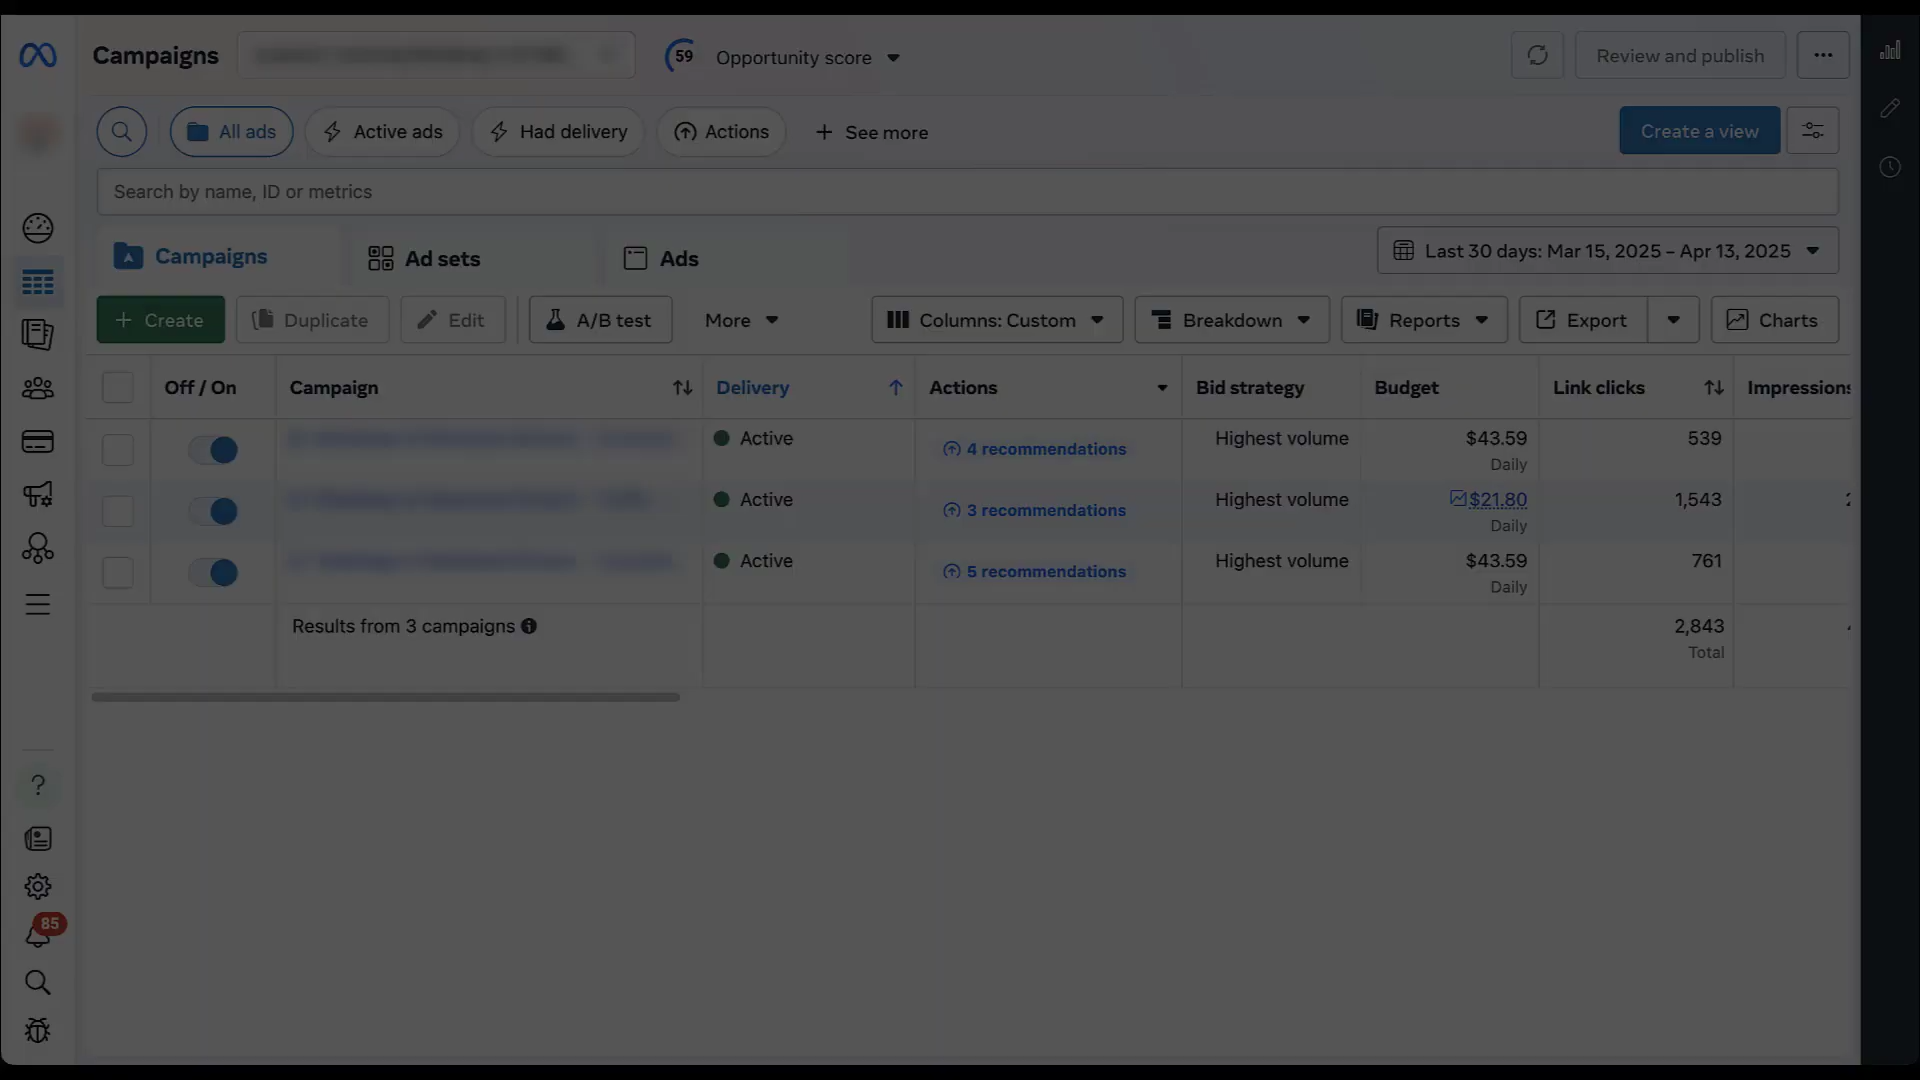 Campaigns
59 Opportunity score
Review and publish
All ads
Active ads
Had delivery
Actions
See more
Create a view
Search by name, ID or metrics
Campaigns
Ad sets
Ads
Last 30 days: Mar 15, 2025 – Apr 13, 2025
+ Create
Duplicate
Edit
A/B test
More
Columns: Custom
Breakdown
Reports
Export
Charts
Off / On
Campaign
Delivery
Actions
Bid strategy
Budget
Link clicks
Impressions
Active
4 recommendations
Highest volume
$43.59
Daily
539
Active
3 recommendations
Highest volume
$21.80
Daily
1,543
Active
5 recommendations
Highest volume
$43.59
Daily
761
Results from 3 campaigns
2,843
Total
85